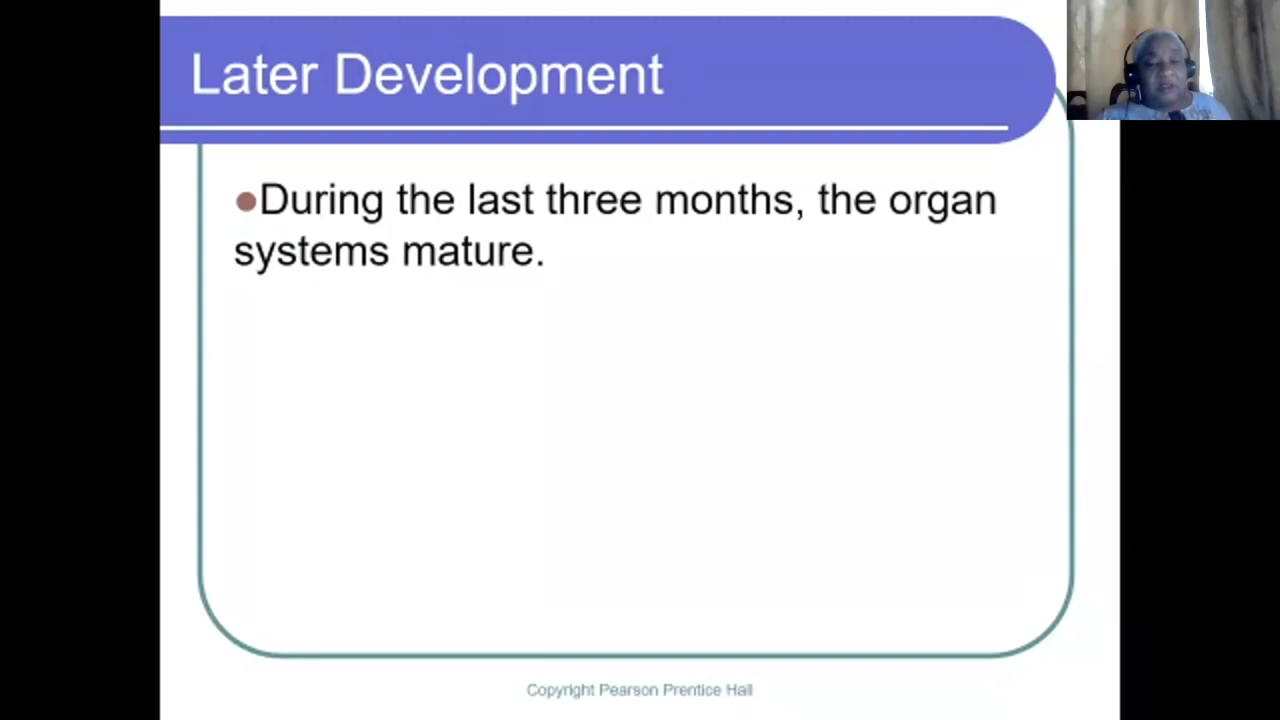 Later Development
During the last three months, the organ
systems mature.
Copyright Pearson Prentice Hall